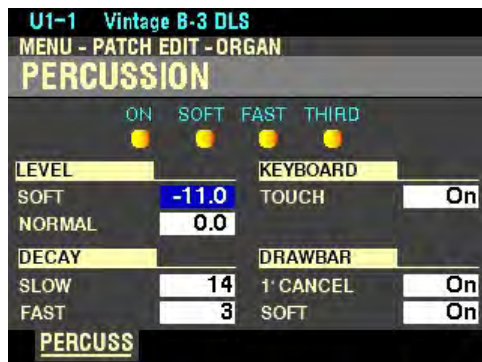 U1-1 Vintage B-3 DLS
MENU - PATCH EDIT - ORGAN
PERCUSSION
ON SOFT FAST THIRD
LEVEL
SOFT -11.0
NORMAL 0.0
KEYBOARD
TOUCH On
DECAY
SLOW 14
FAST 3
DRAWBAR
1' CANCEL On
SOFT On
PERCUSS